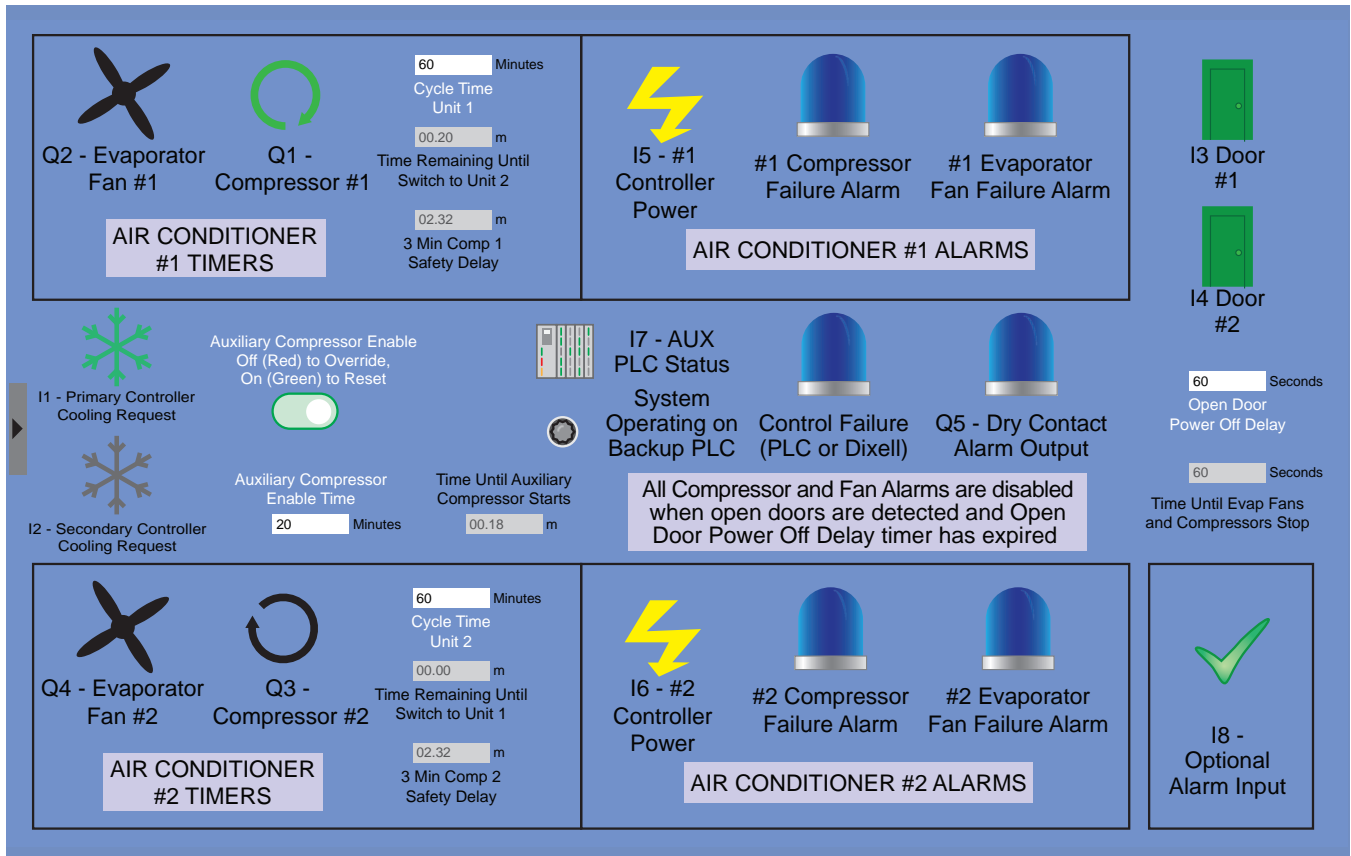 60 Minutes
Cycle Time
Unit 1
00.20 m
Time Remaining Until
Switch to Unit 2
02.32 m
3 Min Comp 1
Safety Delay
Q2 - Evaporator
Fan #1
Q1 -
Compressor #1
AIR CONDITIONER
#1 TIMERS
I5 - #1
Controller
Power
#1 Compressor
Failure Alarm
#1 Evaporator
Fan Failure Alarm
AIR CONDITIONER #1 ALARMS
I3 Door
#1
I4 Door
#2
I1 - Primary Controller
Cooling Request
Auxiliary Compressor Enable
Off (Red) to Override,
On (Green) to Reset
I7 - AUX
PLC Status
System
Operating on
Backup PLC
Control Failure
(PLC or Dixell)
Q5 - Dry Contact
Alarm Output
60 Seconds
Open Door
Power Off Delay
I2 - Secondary Controller
Cooling Request
Auxiliary Compressor
Enable Time
20 Minutes
Time Until Auxiliary
Compressor Starts
00.18 m
All Compressor and Fan Alarms are disabled
when open doors are detected and Open
Door Power Off Delay timer has expired
60 Seconds
Time Until Evap Fans
and Compressors Stop
60 Minutes
Cycle Time
Unit 2
00.00 m
Time Remaining Until
Switch to Unit 1
02.32 m
3 Min Comp 2
Safety Delay
Q4 - Evaporator
Fan #2
Q3 -
Compressor #2
AIR CONDITIONER
#2 TIMERS
I6 - #2
Controller
Power
#2 Compressor
Failure Alarm
#2 Evaporator
Fan Failure Alarm
AIR CONDITIONER #2 ALARMS
I8 -
Optional
Alarm Input